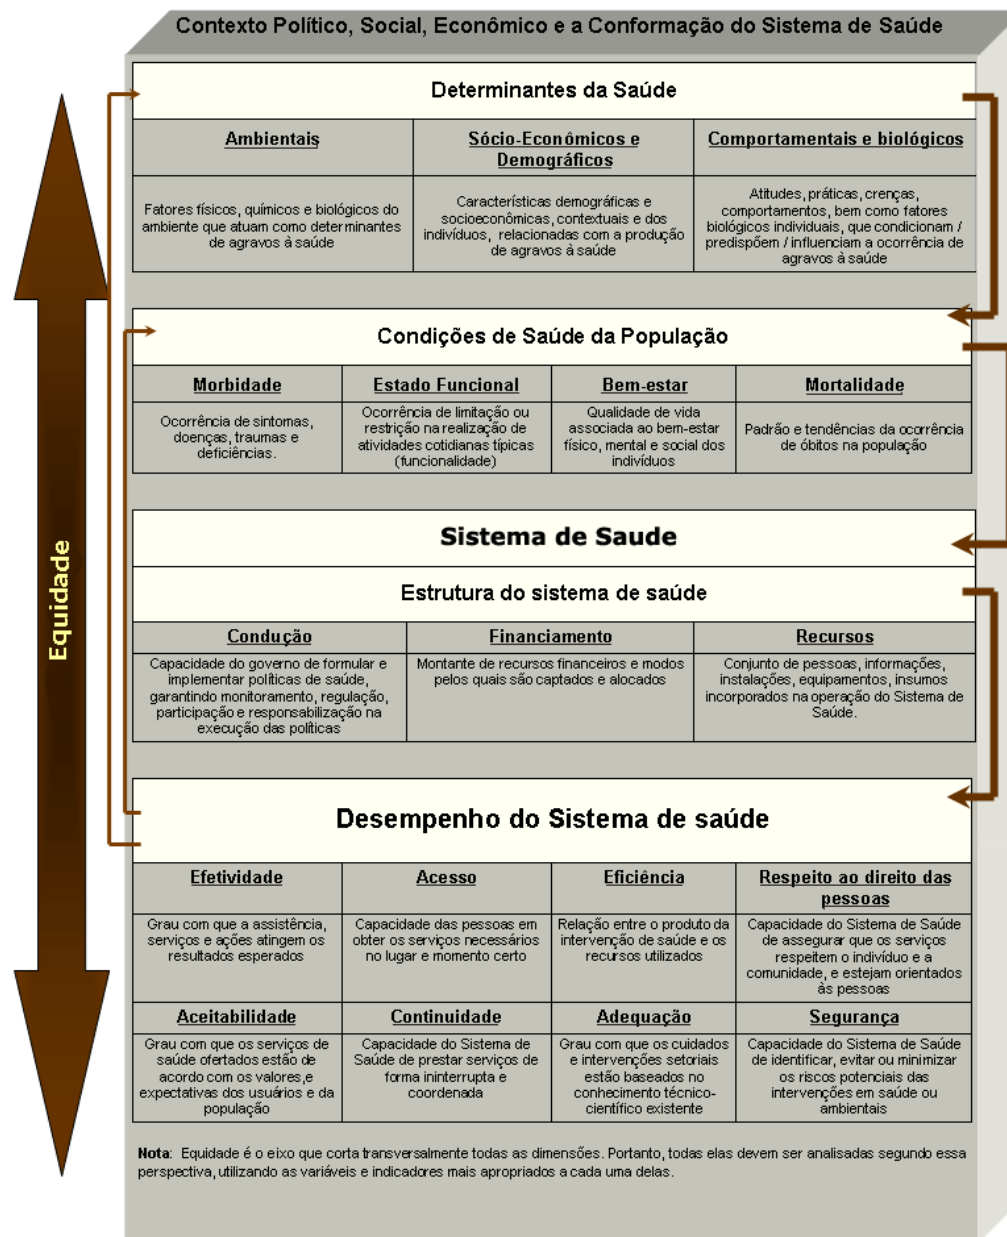 Contexto Político, Social, Econômico e a Conformação do Sistema de Saúde
Equidade
Determinantes da Saúde
Ambientais
Fatores físicos, químicos e biológicos do
ambiente que atuam como determinantes
de agravos à saúde
Sócio-Econômicos e
Demográficos
Características demográficas e
socioeconômicas, contextuais e dos
indivíduos, relacionadas com a produção
de agravos à saúde
Comportamentais e biológicos
Atitudes, práticas, crenças,
comportamentos, bem como fatores
biológicos individuais, que condicionam /
predispõem / influenciam a ocorrência de
agravos à saúde
Condições de Saúde da População
Morbidade
Ocorrência de sintomas,
doenças, traumas e
deficiências.
Estado Funcional
Ocorrência de limitação ou
restrição na realização de
atividades cotidianas típicas
(funcionalidade)
Bem-estar
Qualidade de vida
associada ao bem-estar
físico, mental e social dos
indivíduos
Mortalidade
Padrão e tendências da ocorrência
de óbitos na população
Sistema de Saude
Estrutura do sistema de saúde
Condução
Capacidade do governo de formular e
implementar políticas de saúde,
garantindo monitoramento, regulação,
participação e responsabilização na
execução das políticas
Financiamento
Montante de recursos financeiros e modos
pelos quais são captados e alocados
Recursos
Conjunto de pessoas, informações,
instalações, equipamentos, insumos
incorporados na operação do Sistema de
Saúde.
Desempenho do Sistema de saúde
Efetividade
Grau com que a assistência,
serviços e ações atingem os
resultados esperados
Acesso
Capacidade das pessoas em
obter os serviços necessários
no lugar e momento certo
Eficiência
Relação entre o produto da
intervenção de saúde e os
recursos utilizados
Respeito ao direito das
pessoas
Capacidade do Sistema de Saúde
de assegurar que os serviços
respeitem o indivíduo e a
comunidade, e estejam orientados
às pessoas
Aceitabilidade
Grau com que os serviços de
saúde ofertados estão de
acordo com os valores,e
expectativas dos usuários e da
população
Continuidade
Capacidade do Sistema de
Saúde de prestar serviços de
forma ininterrupta e
coordenada
Adequação
Grau com que os cuidados
e intervenções setoriais
estão baseados no
conhecimento técnico-
científico existente
Segurança
Capacidade do Sistema de Saúde
de identificar, evitar ou minimizar
os riscos potenciais das
intervenções em saúde ou
ambientais
Nota: Equidade é o eixo que corta transversalmente todas as dimensões. Portanto, todas elas devem ser analisadas segundo essa
perspectiva, utilizando as variáveis e indicadores mais apropriados a cada uma delas.